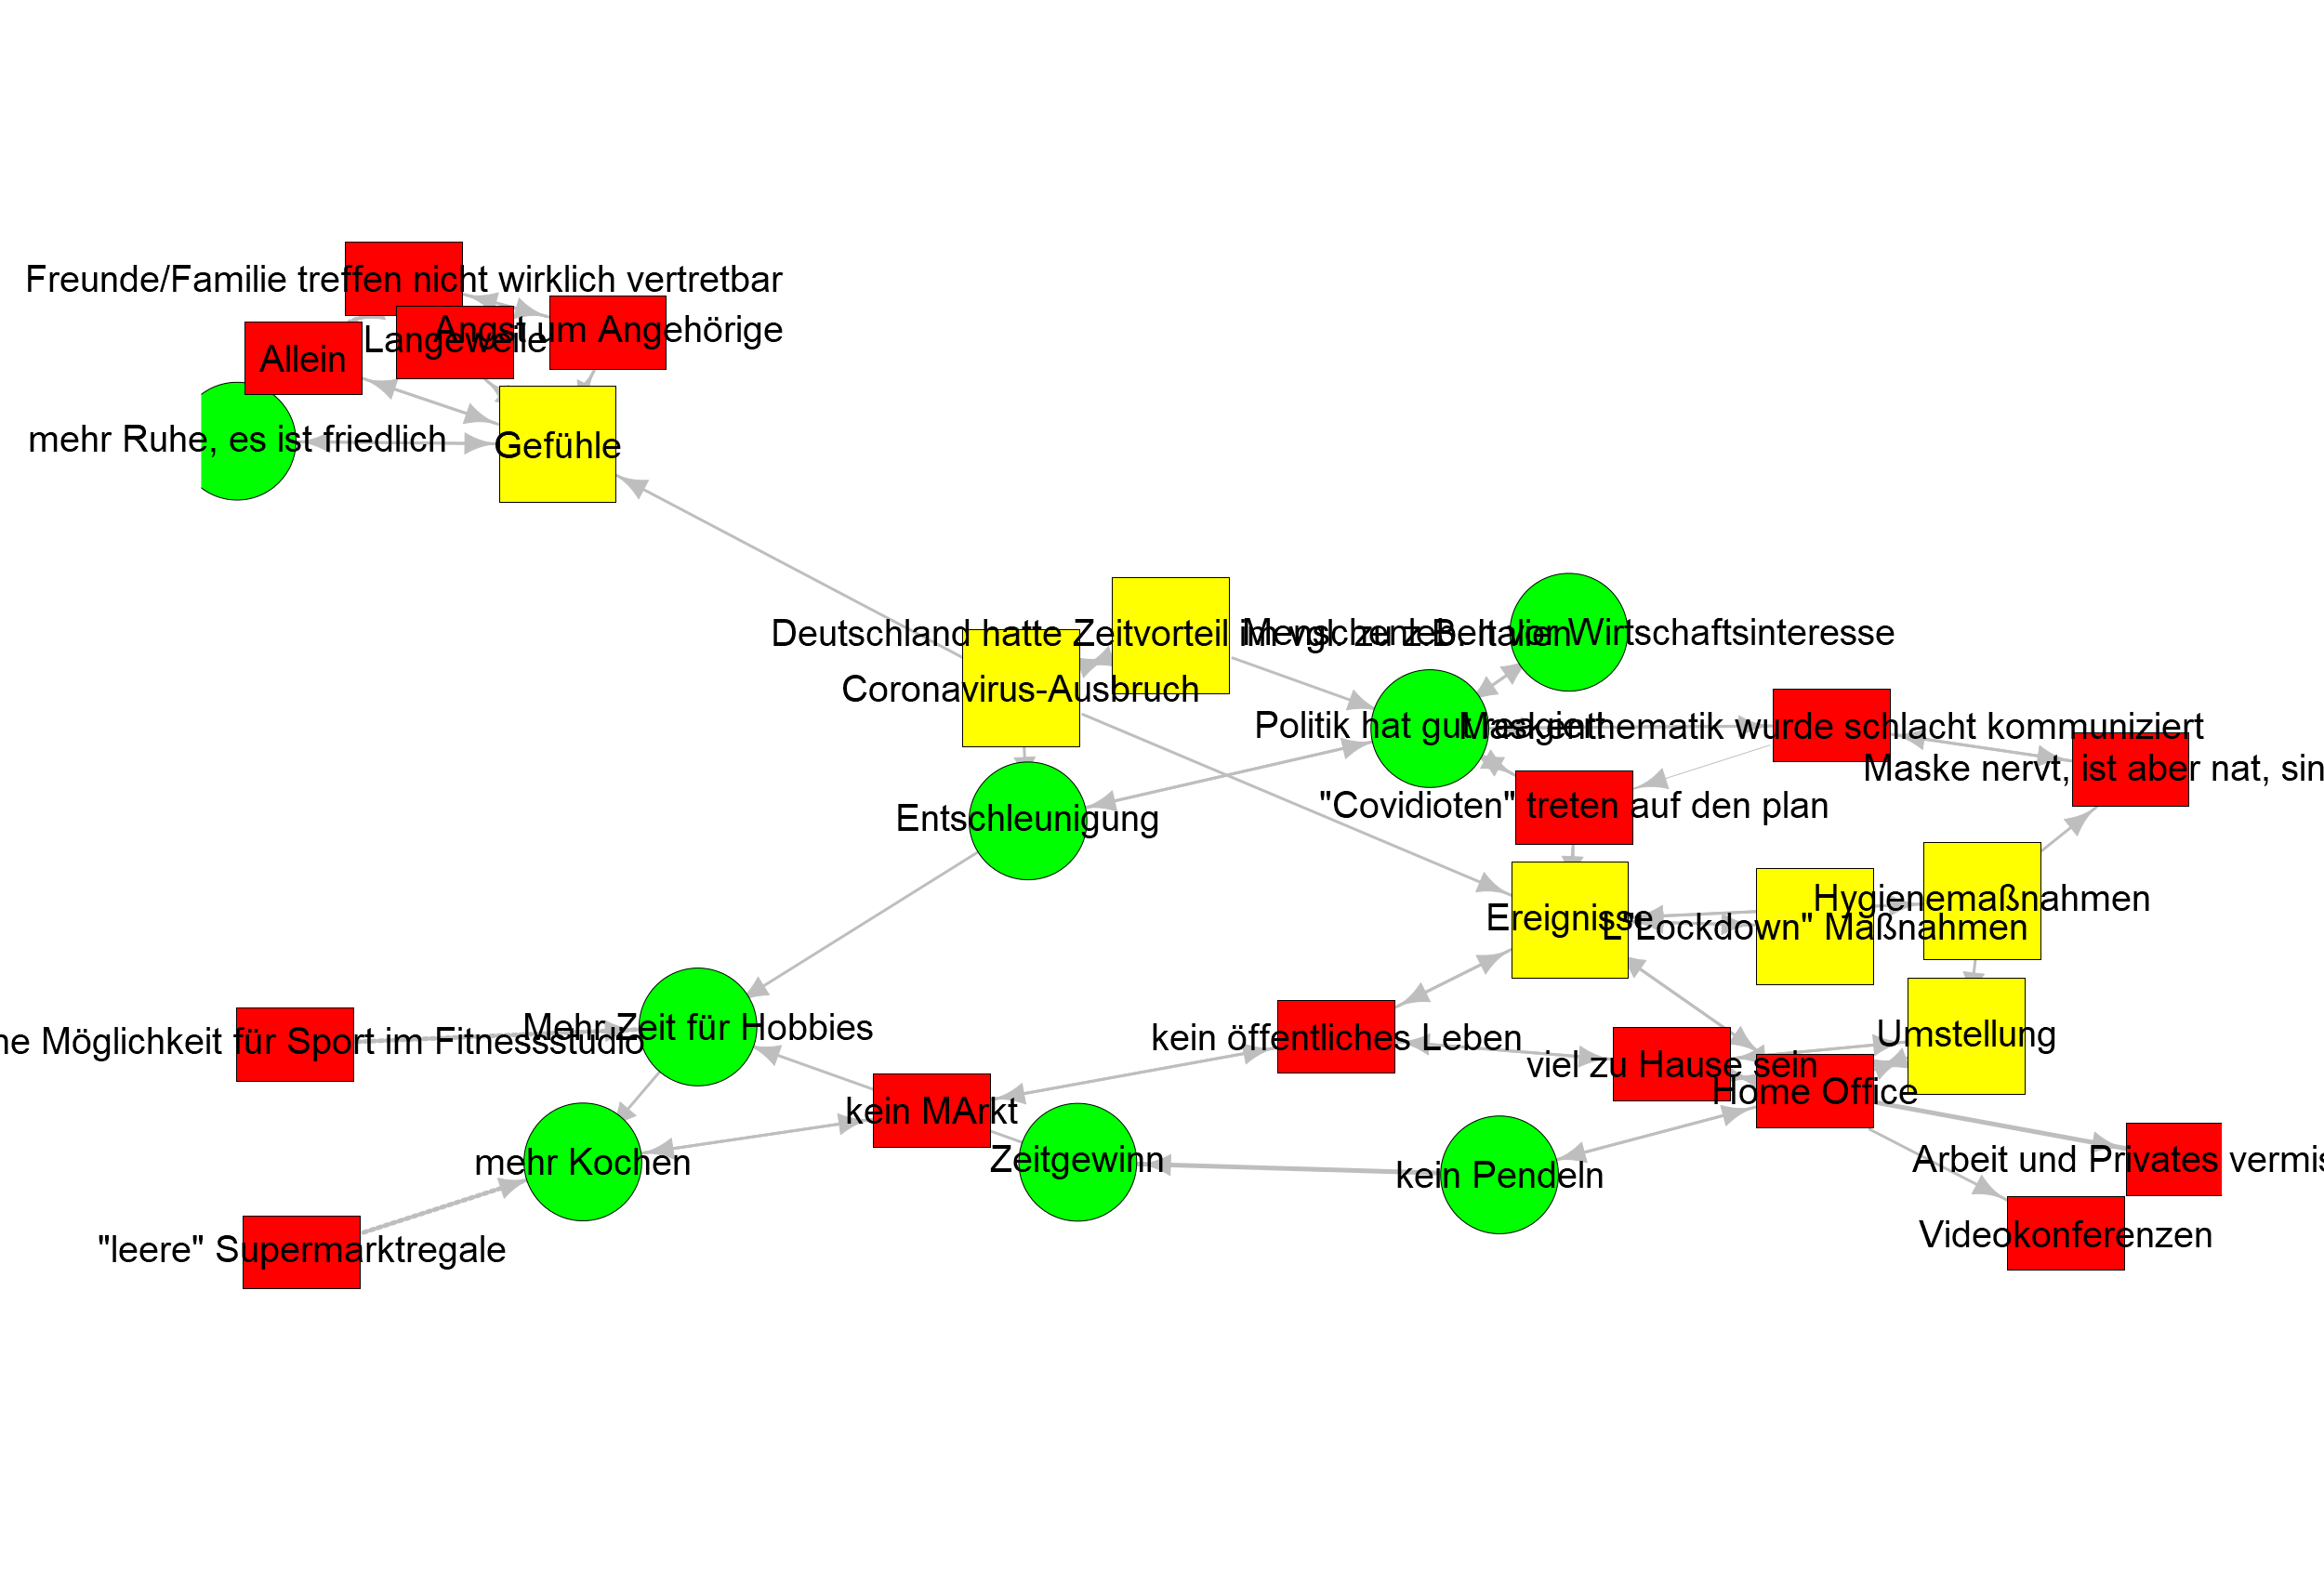 Freunde/Familie treffen nicht wirklich vertretbar
Angst um Angehörige
Langeweile
Allein
mehr Ruhe, es ist friedlich
Gefühle
Deutschland hatte Zeitvorteil im vgl. zu z.B. Italien
Menschenleben vor Wirtschaftsinteresse
Coronavirus-Ausbruch
Politik hat gut reagiert
Maskenthematik wurde schlacht kommuniziert
Maske nervt, ist aber nat, sin
"Covidioten" treten auf den plan
Entschleunigung
Hygienemaßnahmen
Ereignisse
"Lockdown" Maßnahmen
Mehr Zeit für Hobbies
ne Möglichkeit für Sport im Fitnessstudio
kein öffentliches Leben
Umstellung
viel zu Hause sein
Home Office
kein MArkt
mehr Kochen
Zeitgewinn
kein Pendeln
Arbeit und Privates vermis
"leere" Supermarktregale
Videokonferenzen